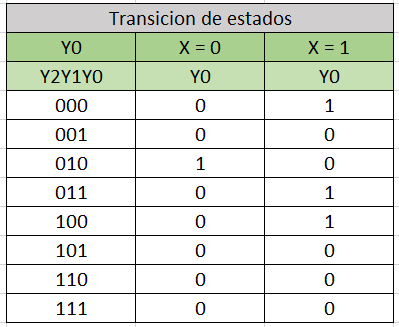 Transicion de estados
Y0 X = 0 X = 1
Y2Y1Y0 Y0 Y0
000 0 1
001 0 0
010 1 0
011 0 1
100 0 1
101 0 0
110 0 0
111 0 0